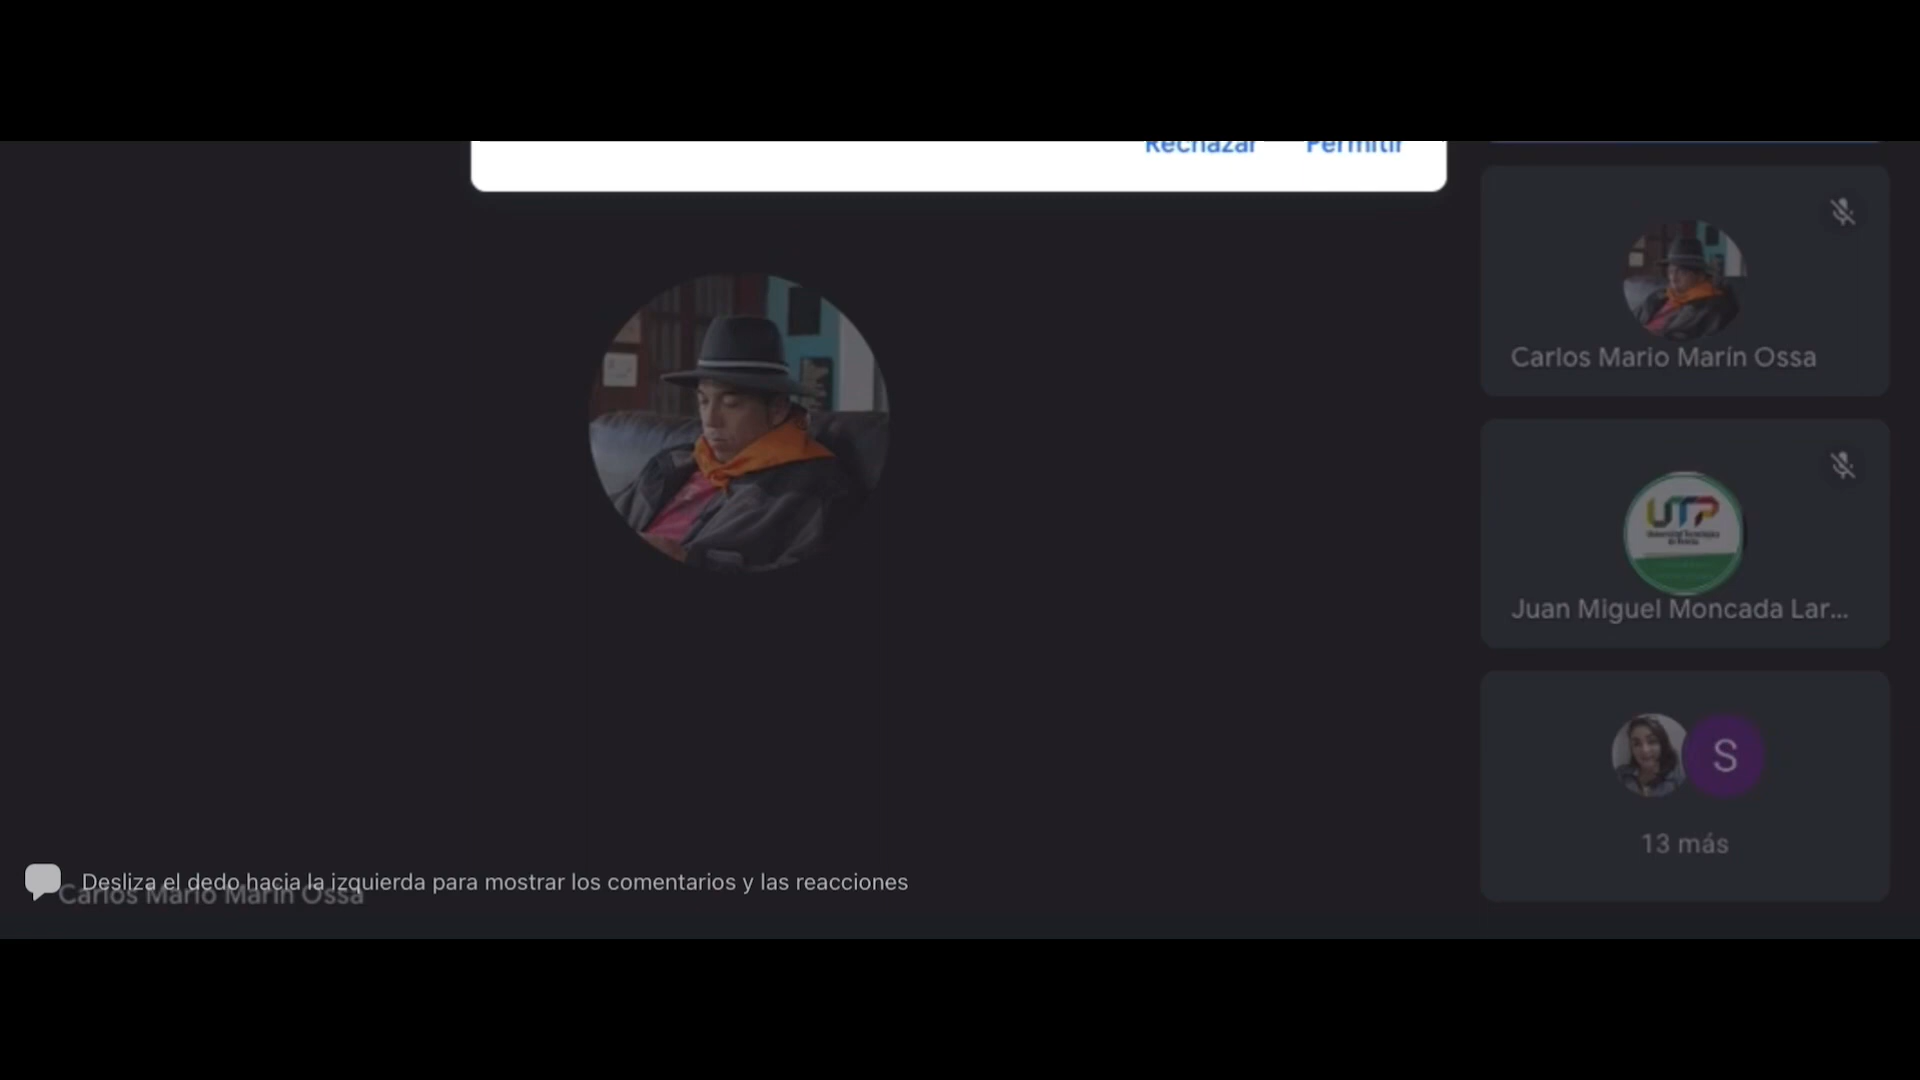 Rechazar Permitir
Carlos Mario Marín Ossa
UTP
Juan Miguel Moncada Lar...
S
13 más
Desliza el dedo hacia la izquierda para mostrar los comentarios y las reacciones
Carlos Mario Marín Ossa